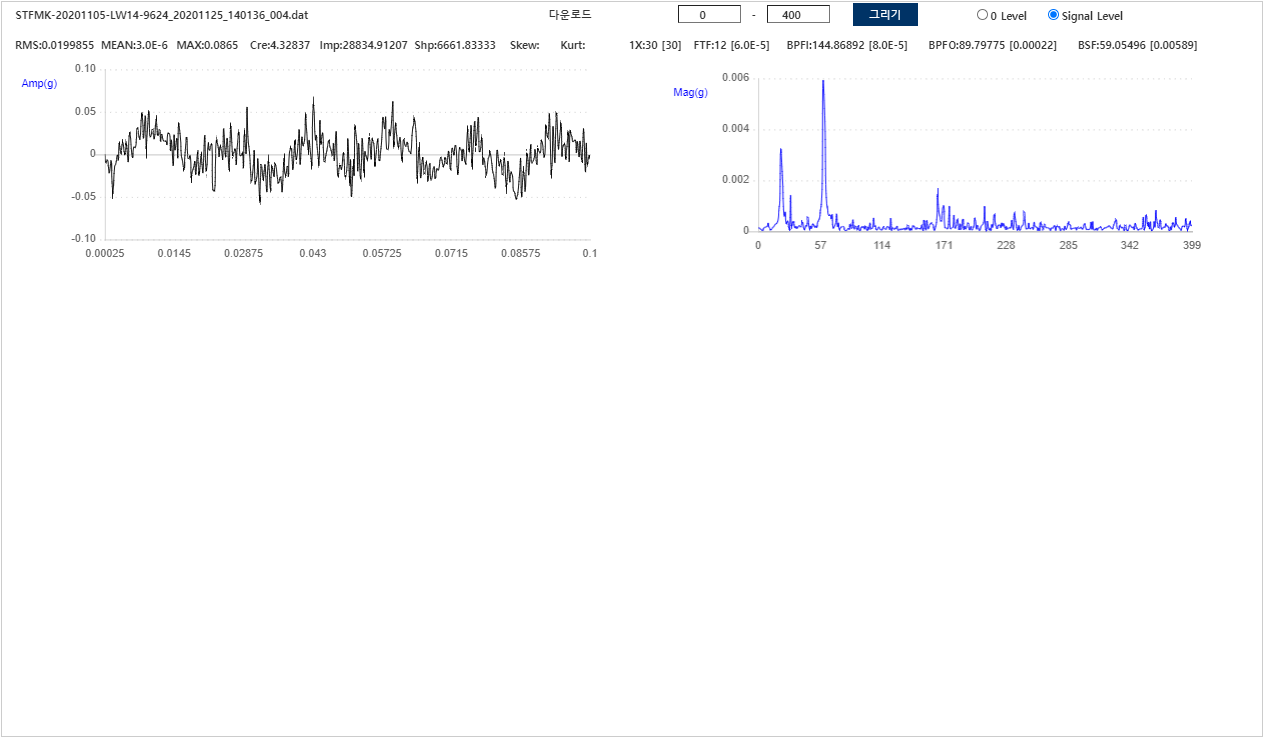 STFMK-20201105-LW14-9624_20201125_140136_004.dat 다운로드 0 - 400 그리기 0 Level Signal Level
RMS:0.0199855 MEAN:3.0E-6 MAX:0.0865 Cre:4.32837 Imp:28834.91207 Shp:6661.83333 Skew: Kurt: 1X:30 [30] FTF:12 [6.0E-5] BPFI:144.86892 [8.0E-5] BPFO:89.79775 [0.00022] BSF:59.05496 [0.00589]
Amp(g)
0.10
0.05
0
-0.05
-0.10
0.00025 0.0145 0.02875 0.043 0.05725 0.0715 0.08575 0.1
Mag(g)
0.006
0.004
0.002
0
0 57 114 171 228 285 342 399